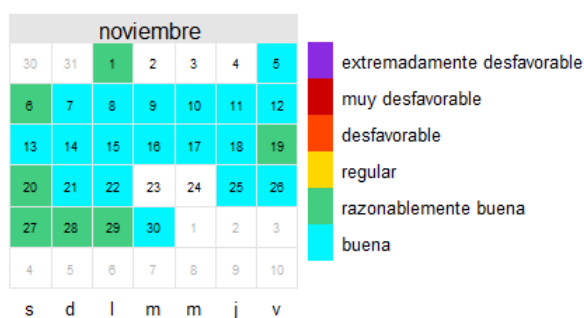 noviembre
30 31 1 2 3 4 5
6 7 8 9 10 11 12
13 14 15 16 17 18 19
20 21 22 23 24 25 26
27 28 29 30 1 2 3
4 5 6 7 8 9 10
s d l m m j v
extremadamente desfavorable
muy desfavorable
desfavorable
regular
razonablemente buena
buena